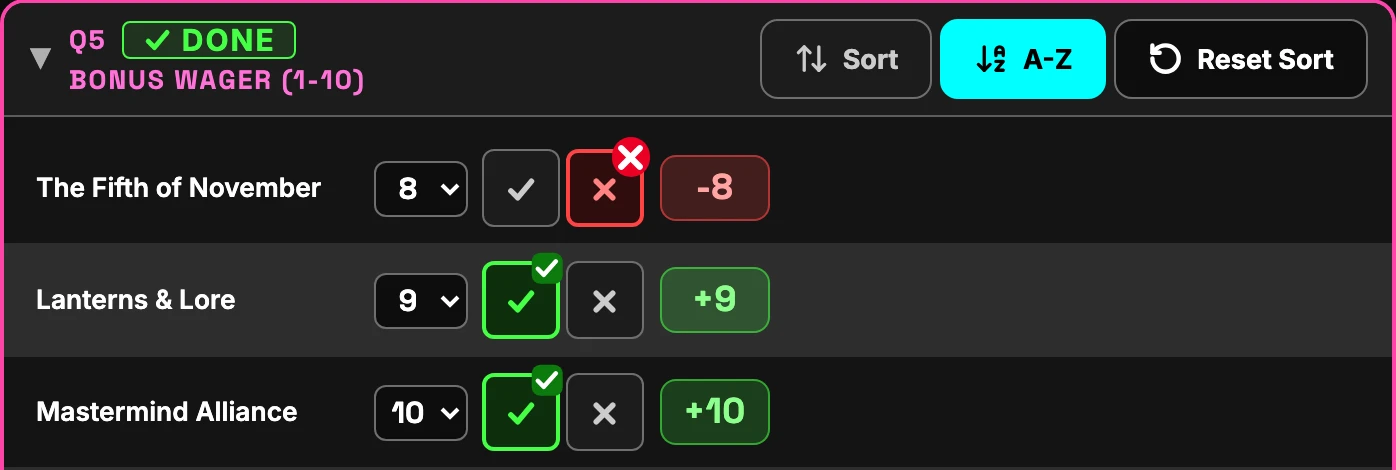 Q5 DONE
BONUS WAGER (1-10)
Sort
A-Z
Reset Sort
The Fifth of November 8 -8
Lanterns & Lore 9 +9
Mastermind Alliance 10 +10